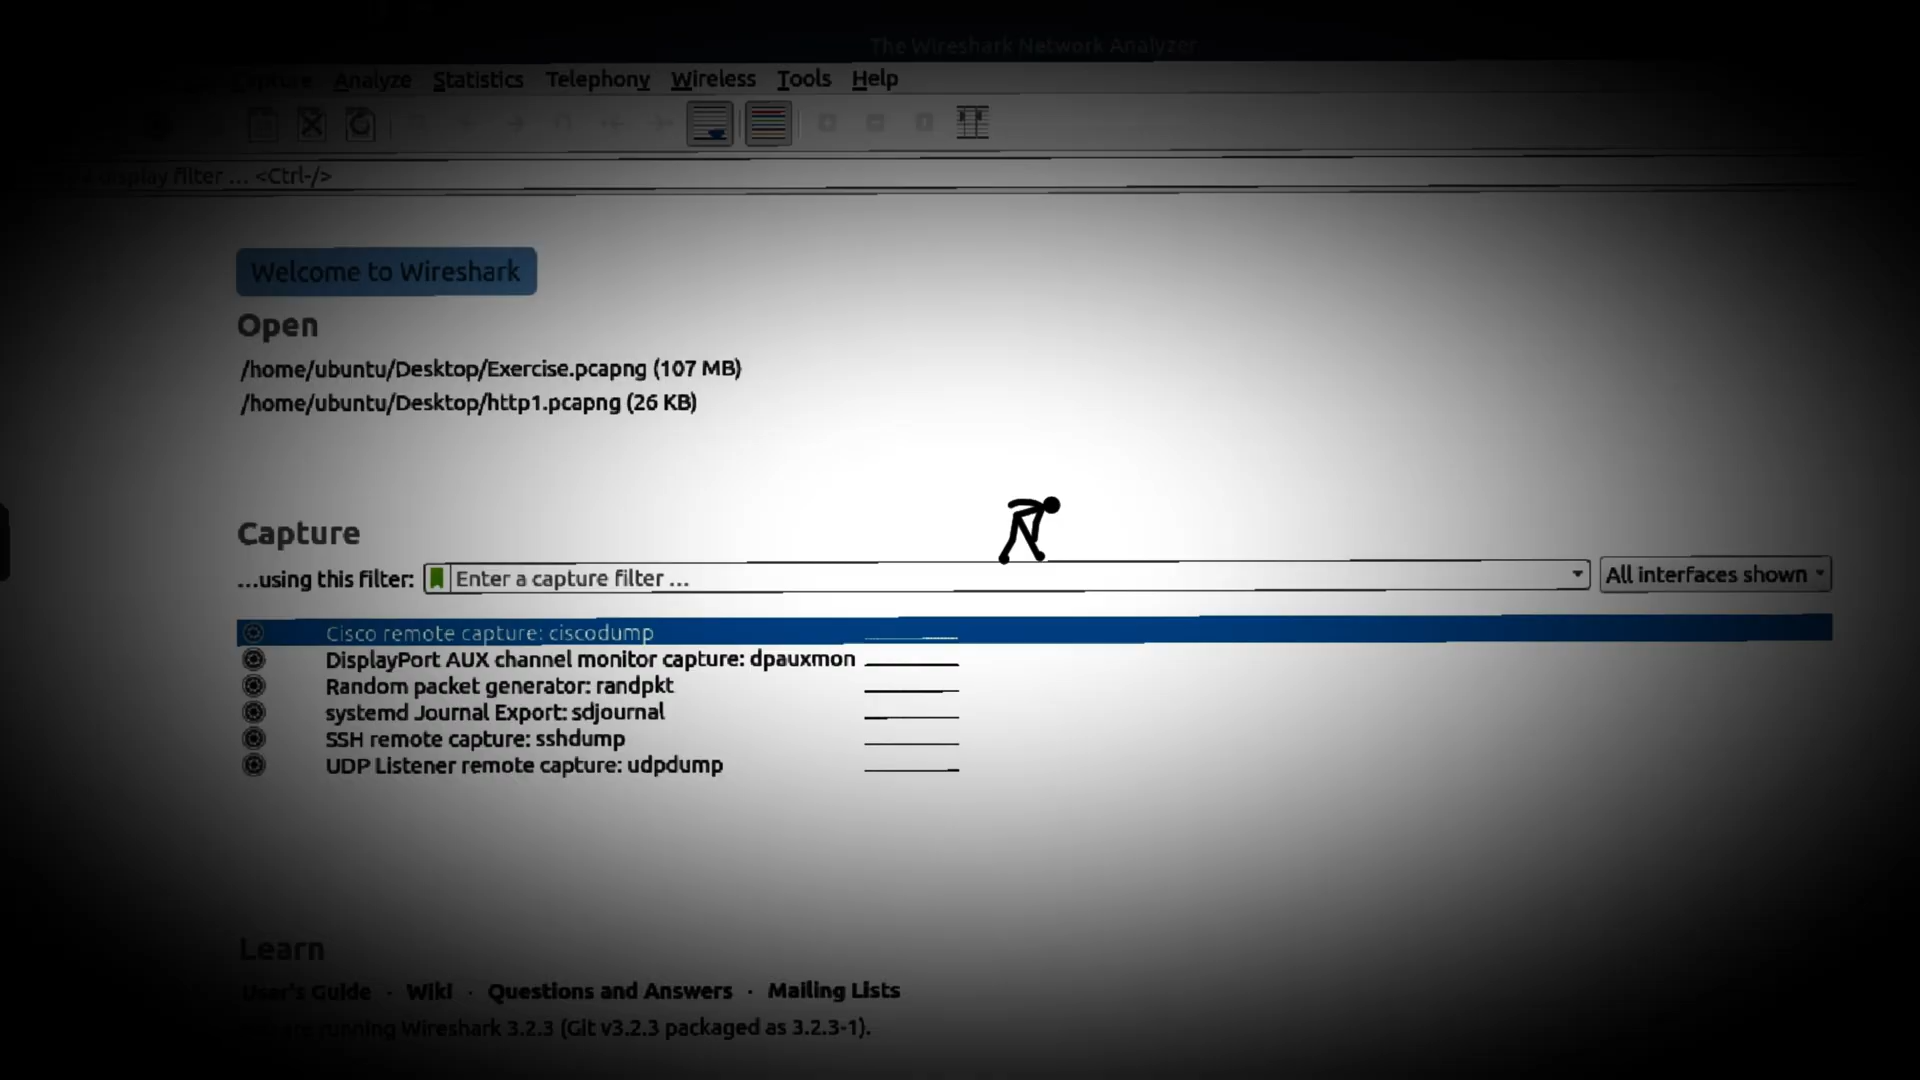 The Wireshark Network Analyzer
Capture Analyze Statistics Telephony Wireless Tools Help
display filter ... <Ctrl-/>
Welcome to Wireshark
Open
/home/ubuntu/Desktop/Exercise.pcapng (107 MB)
/home/ubuntu/Desktop/http1.pcapng (26 KB)
Capture
...using this filter: Enter a capture filter ... All interfaces shown
Cisco remote capture: ciscodump
DisplayPort AUX channel monitor capture: dpauxmon
Random packet generator: randpkt
systemd Journal Export: sdjournal
SSH remote capture: sshdump
UDP Listener remote capture: udpdump
Learn
User's Guide · Wiki · Questions and Answers · Mailing Lists
are running Wireshark 3.2.3 (Git v3.2.3 packaged as 3.2.3-1).